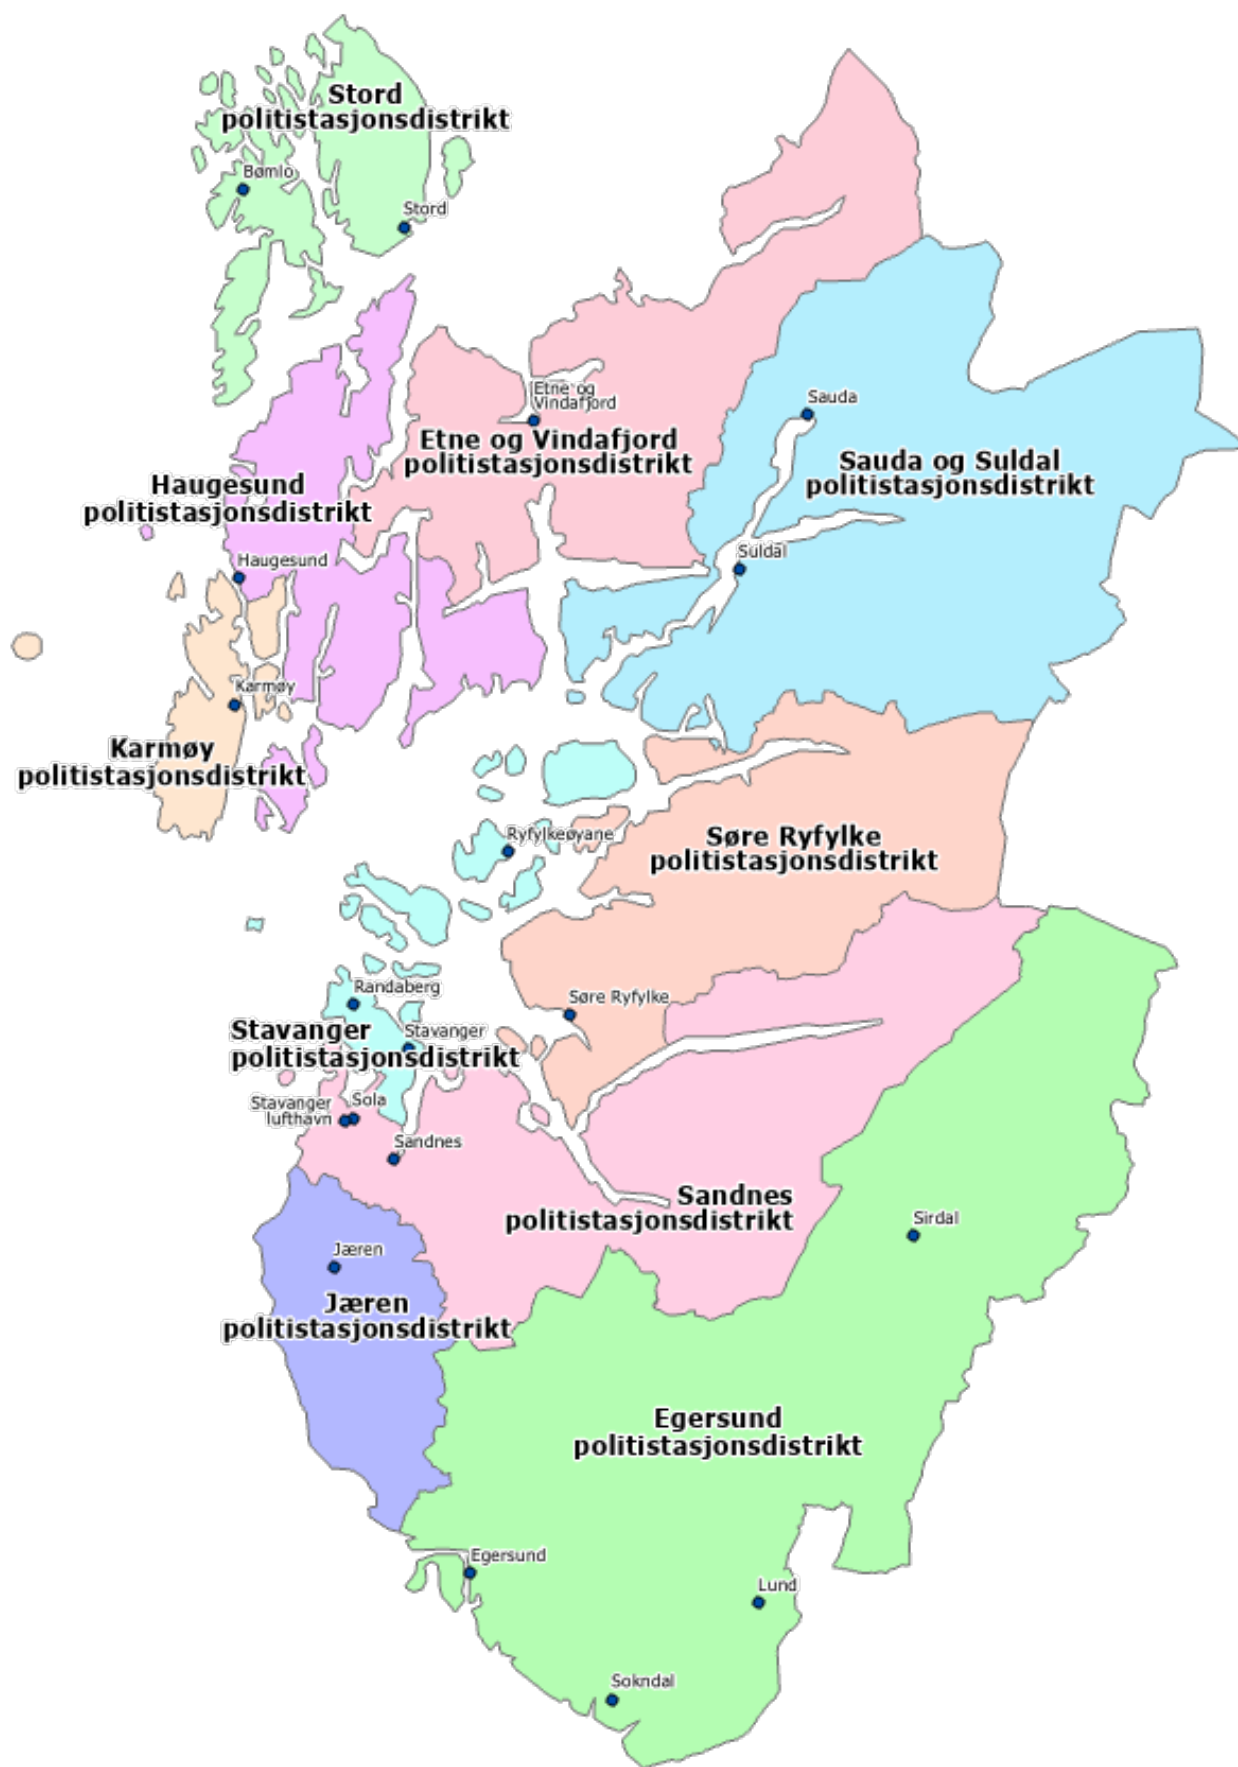 Stord
politistasjonsdistrikt
Bømlo
Stord
Etne og
Vindafjord
Sauda
Etne og Vindafjord
politistasjonsdistrikt
Sauda og Suldal
politistasjonsdistrikt
Haugesund
politistasjonsdistrikt
Haugesund
Suldal
Karmøy
Karmøy
politistasjonsdistrikt
Ryfylkeøyane
Søre Ryfylke
politistasjonsdistrikt
Randaberg
Søre Ryfylke
Stavanger
Stavanger
politistasjonsdistrikt
Stavanger
lufthavn
Sola
Sandnes
Sandnes
politistasjonsdistrikt
Sirdal
Jæren
Jæren
politistasjonsdistrikt
Egersund
politistasjonsdistrikt
Egersund
Lund
Sokndal